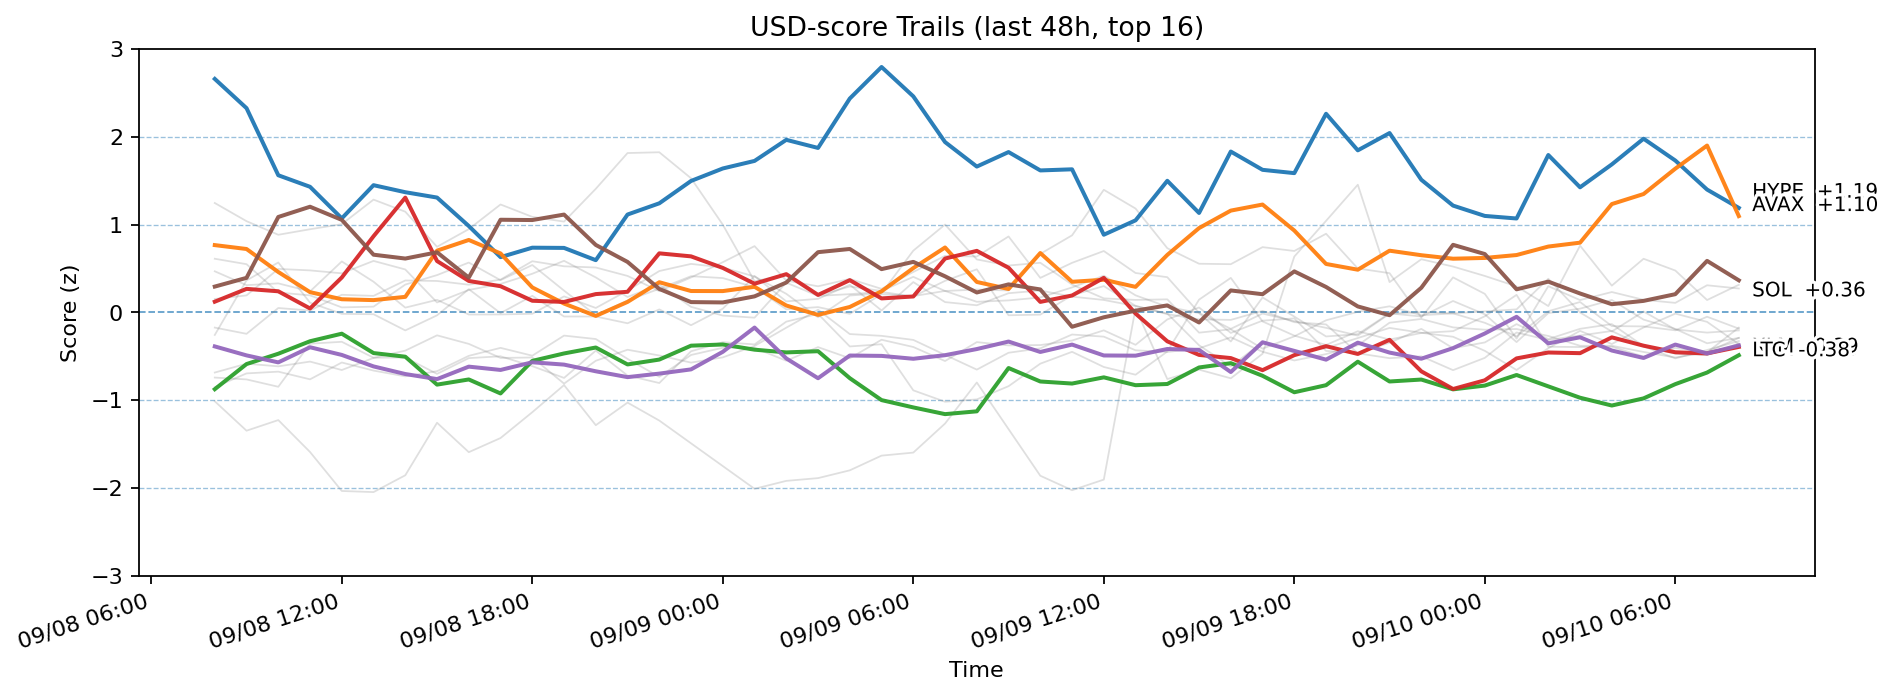 USD-score Trails (last 48h, top 16)
Score (z)
3
2
1
0
−1
−2
−3
HYPE +1.19
AVAX +1.10
SOL +0.36
LTC -0.38
09/08 06:00
09/08 12:00
09/08 18:00
09/09 00:00
09/09 06:00
09/09 12:00
09/09 18:00
09/10 00:00
09/10 06:00
Time